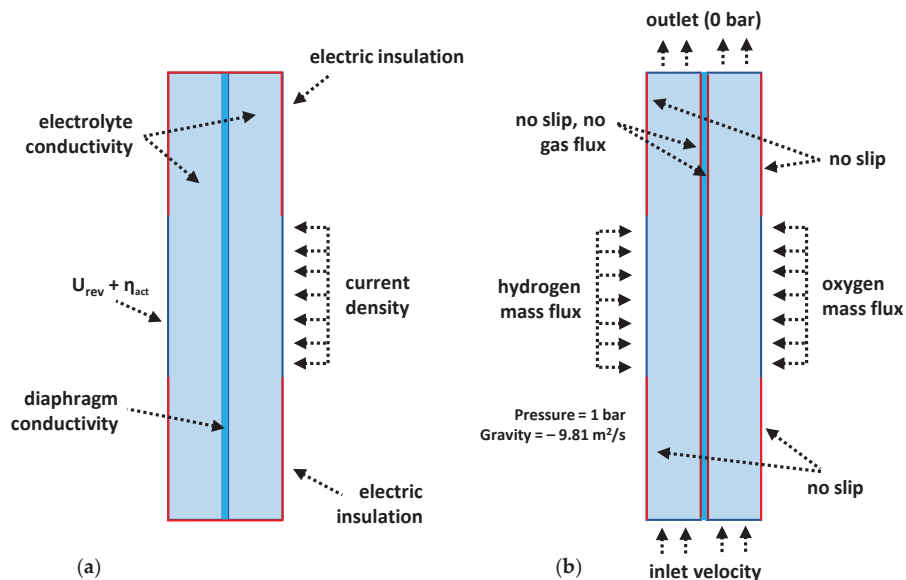 (a)
electric insulation
electrolyte
conductivity
U_rev + η_act
current
density
diaphragm
conductivity
electric
insulation
(b)
outlet (0 bar)
no slip, no
gas flux
no slip
hydrogen
mass flux
oxygen
mass flux
Pressure = 1 bar
Gravity = – 9.81 m²/s
no slip
inlet velocity